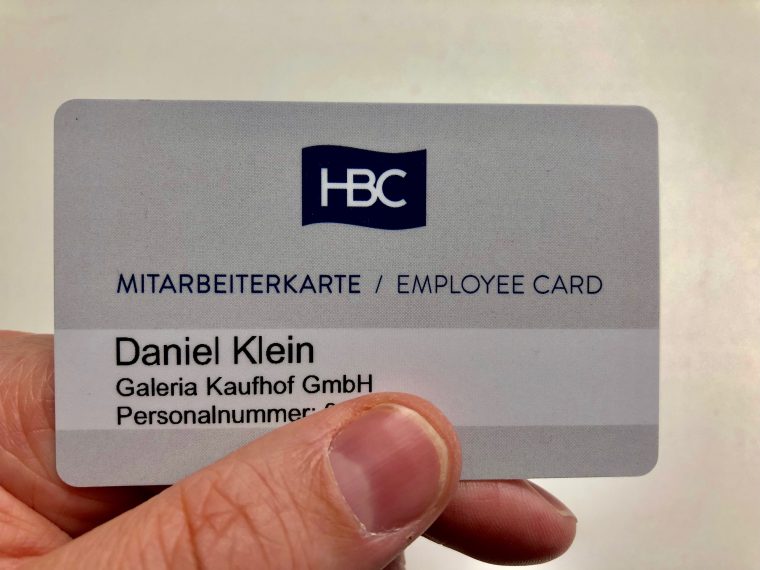 HBC
MITARBEITERKARTE / EMPLOYEE CARD
Daniel Klein
Galeria Kaufhof GmbH
Personalnummer: